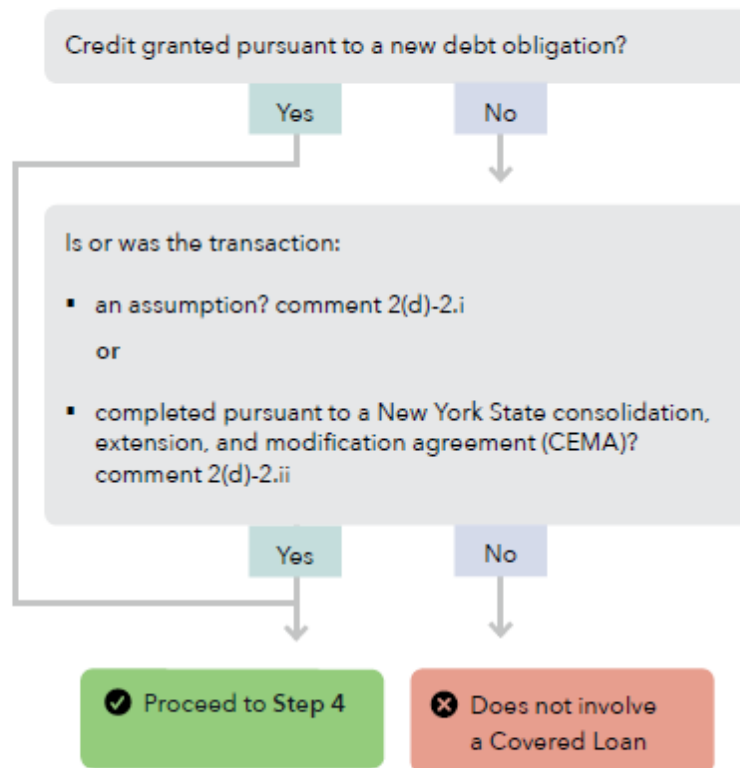 Credit granted pursuant to a new debt obligation?
Yes
No
Is or was the transaction:
▪ an assumption? comment 2(d)-2.i
or
▪ completed pursuant to a New York State consolidation,
extension, and modification agreement (CEMA)?
comment 2(d)-2.ii
Yes
No
Proceed to Step 4
Does not involve
a Covered Loan